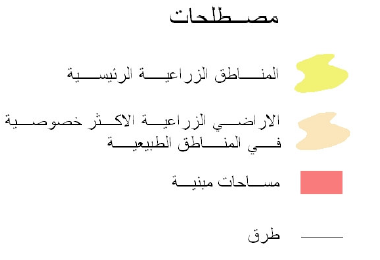 مصطلحات
المناطق الزراعية الرئيسية
الاراضي الزراعية الاكثر خصوصية
في المناطق الطبيعية
مساحات مبنية
طرق